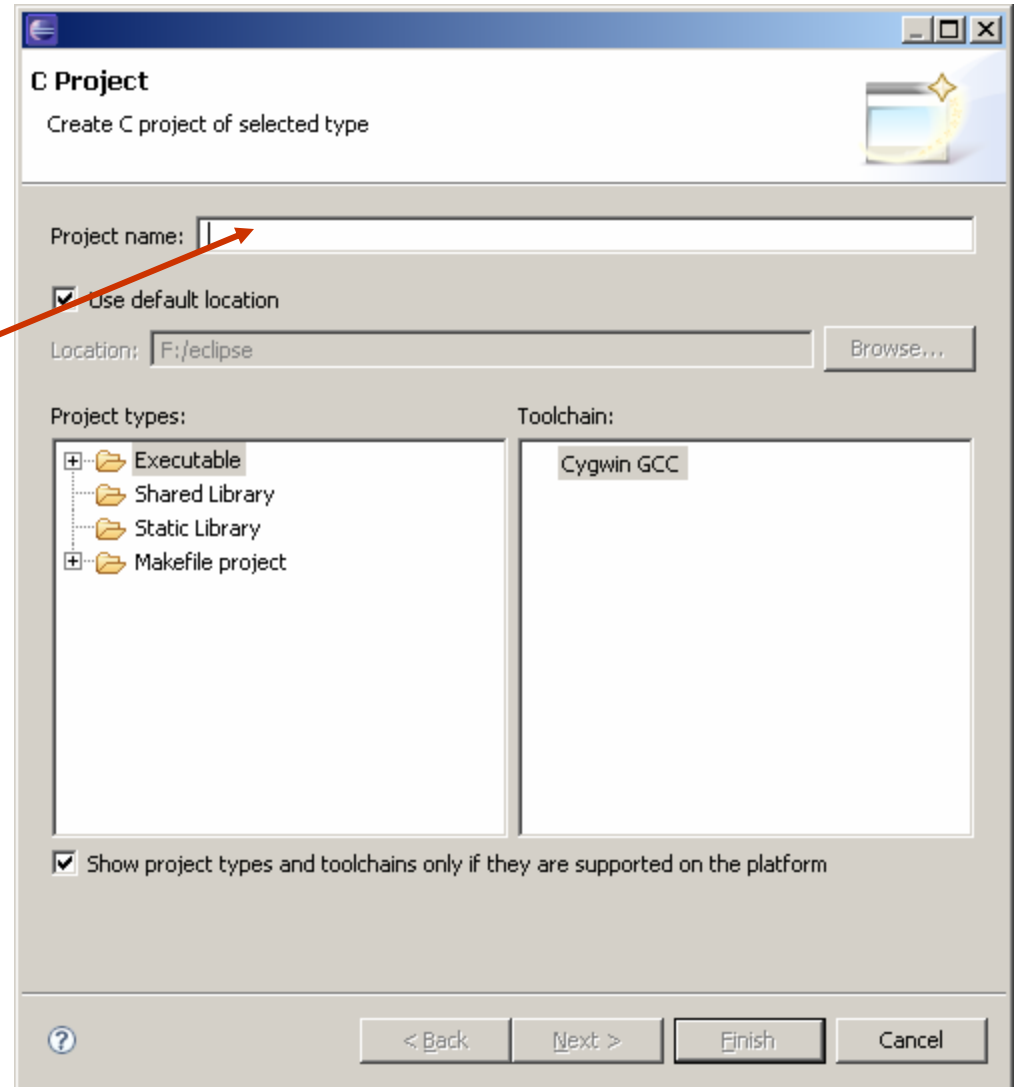 C Project
Create C project of selected type
Project name:
Use default location
Location: F:/eclipse Browse...
Project types: Toolchain:
Executable Cygwin GCC
Shared Library
Static Library
Makefile project
Show project types and toolchains only if they are supported on the platform
? < Back Next > Finish Cancel